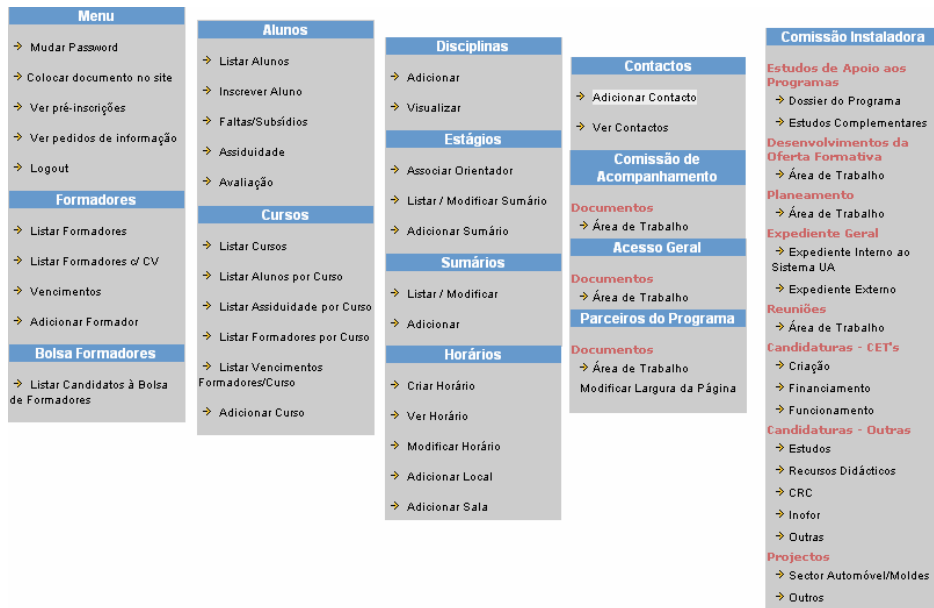 Menu
Mudar Password
Colocar documento no site
Ver pré-inscrições
Ver pedidos de informação
Logout
Formadores
Listar Formadores
Listar Formadores c/ CV
Vencimentos
Adicionar Formador
Bolsa Formadores
Listar Candidatos à Bolsa
de Formadores
Alunos
Listar Alunos
Inscrever Aluno
Faltas/Subsídios
Assiduidade
Avaliação
Cursos
Listar Cursos
Listar Alunos por Curso
Listar Assiduidade por Curso
Listar Formadores por Curso
Listar Vencimentos
Formadores/Curso
Adicionar Curso
Disciplinas
Adicionar
Visualizar
Estágios
Associar Orientador
Listar / Modificar Sumário
Adicionar Sumário
Sumários
Listar / Modificar
Adicionar
Horários
Criar Horário
Ver Horário
Modificar Horário
Adicionar Local
Adicionar Sala
Contactos
Adicionar Contacto
Ver Contactos
Comissão de
Acompanhamento
Documentos
Área de Trabalho
Acesso Geral
Documentos
Área de Trabalho
Parceiros do Programa
Documentos
Área de Trabalho
Modificar Largura da Página
Comissão Instaladora
Estudos de Apoio aos
Programas
Dossier do Programa
Estudos Complementares
Desenvolvimentos da
Oferta Formativa
Área de Trabalho
Planeamento
Área de Trabalho
Expediente Geral
Expediente Interno ao
Sistema UA
Expediente Externo
Reuniões
Área de Trabalho
Candidaturas - CET's
Criação
Financiamento
Funcionamento
Candidaturas - Outras
Estudos
Recursos Didácticos
CRC
Inofor
Outras
Projectos
Sector Automóvel/Moldes
Outros